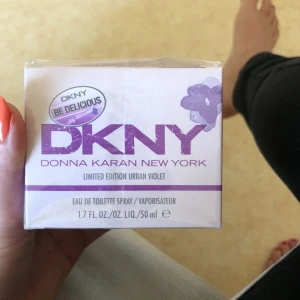 DKNY
BE DELICIOUS
DKNY
DONNA KARAN NEW YORK
LIMITED EDITION URBAN VIOLET
EAU DE TOILETTE SPRAY / VAPORISATEUR
1.7 FL. OZ./OZ. LIQ./50 ml e